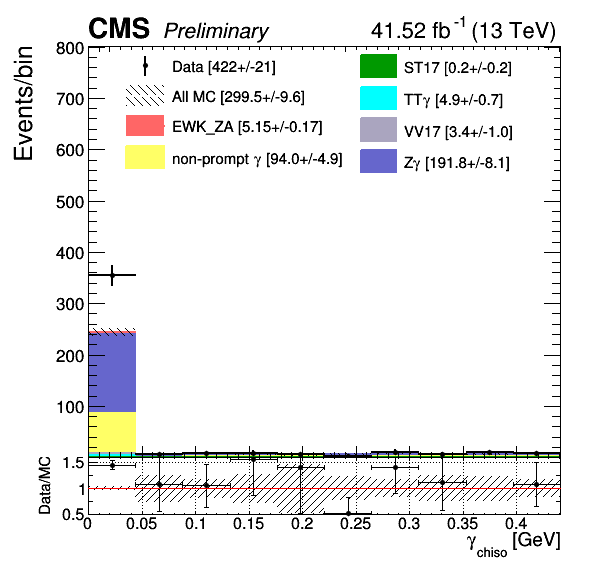 CMS Preliminary 41.52 fb⁻¹ (13 TeV)
Events/bin
800
700
600
500
400
300
200
100
Data [422+/-21]
All MC [299.5+/-9.6]
EWK_ZA [5.15+/-0.17]
non-prompt γ [94.0+/-4.9]
ST17 [0.2+/-0.2]
TTγ [4.9+/-0.7]
VV17 [3.4+/-1.0]
Zγ [191.8+/-8.1]
Data/MC
1.5
1
0.5
0 0.05 0.1 0.15 0.2 0.25 0.3 0.35 0.4
γchiso [GeV]